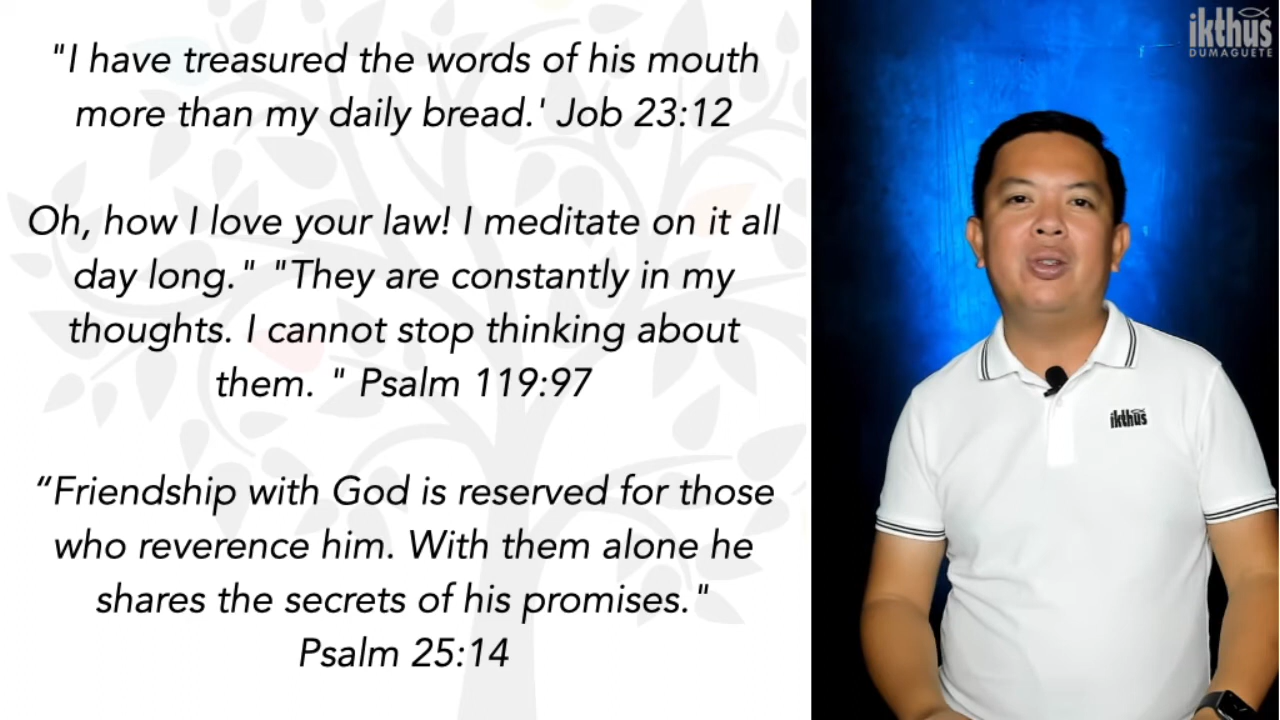 "I have treasured the words of his mouth
more than my daily bread.' Job 23:12
Oh, how I love your law! I meditate on it all
day long." "They are constantly in my
thoughts. I cannot stop thinking about
them. " Psalm 119:97
“Friendship with God is reserved for those
who reverence him. With them alone he
shares the secrets of his promises."
Psalm 25:14
ikthus
DUMAGUETE
ikthus